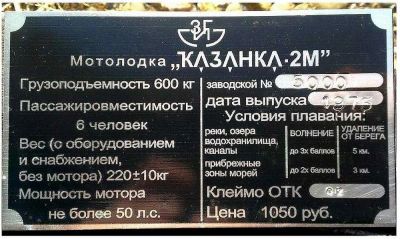 ЗГ
Мотолодка „КАЗАНКА·2М"
Грузоподъемность 600 кг
Пассажировместимость
6 человек
Вес (с оборудованием
и снабжением,
без мотора) 220±10кг
Мощность мотора
не более 50 л.с.
заводской № 5000
дата выпуска 1976
Условия плавания:
ВОЛНЕНИЕ УДАЛЕНИЕ ОТ БЕРЕГА
реки, озера
водохранилища,
каналы до 3х баллов 5 км.
прибрежные
зоны морей до 2х баллов 3 км.
Клеймо ОТК
Цена 1050 руб.